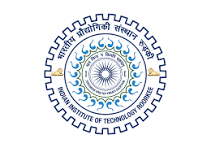 भारतीय प्रौद्योगिकी संस्थान रुड़की
INDIAN INSTITUTE OF TECHNOLOGY ROORKEE